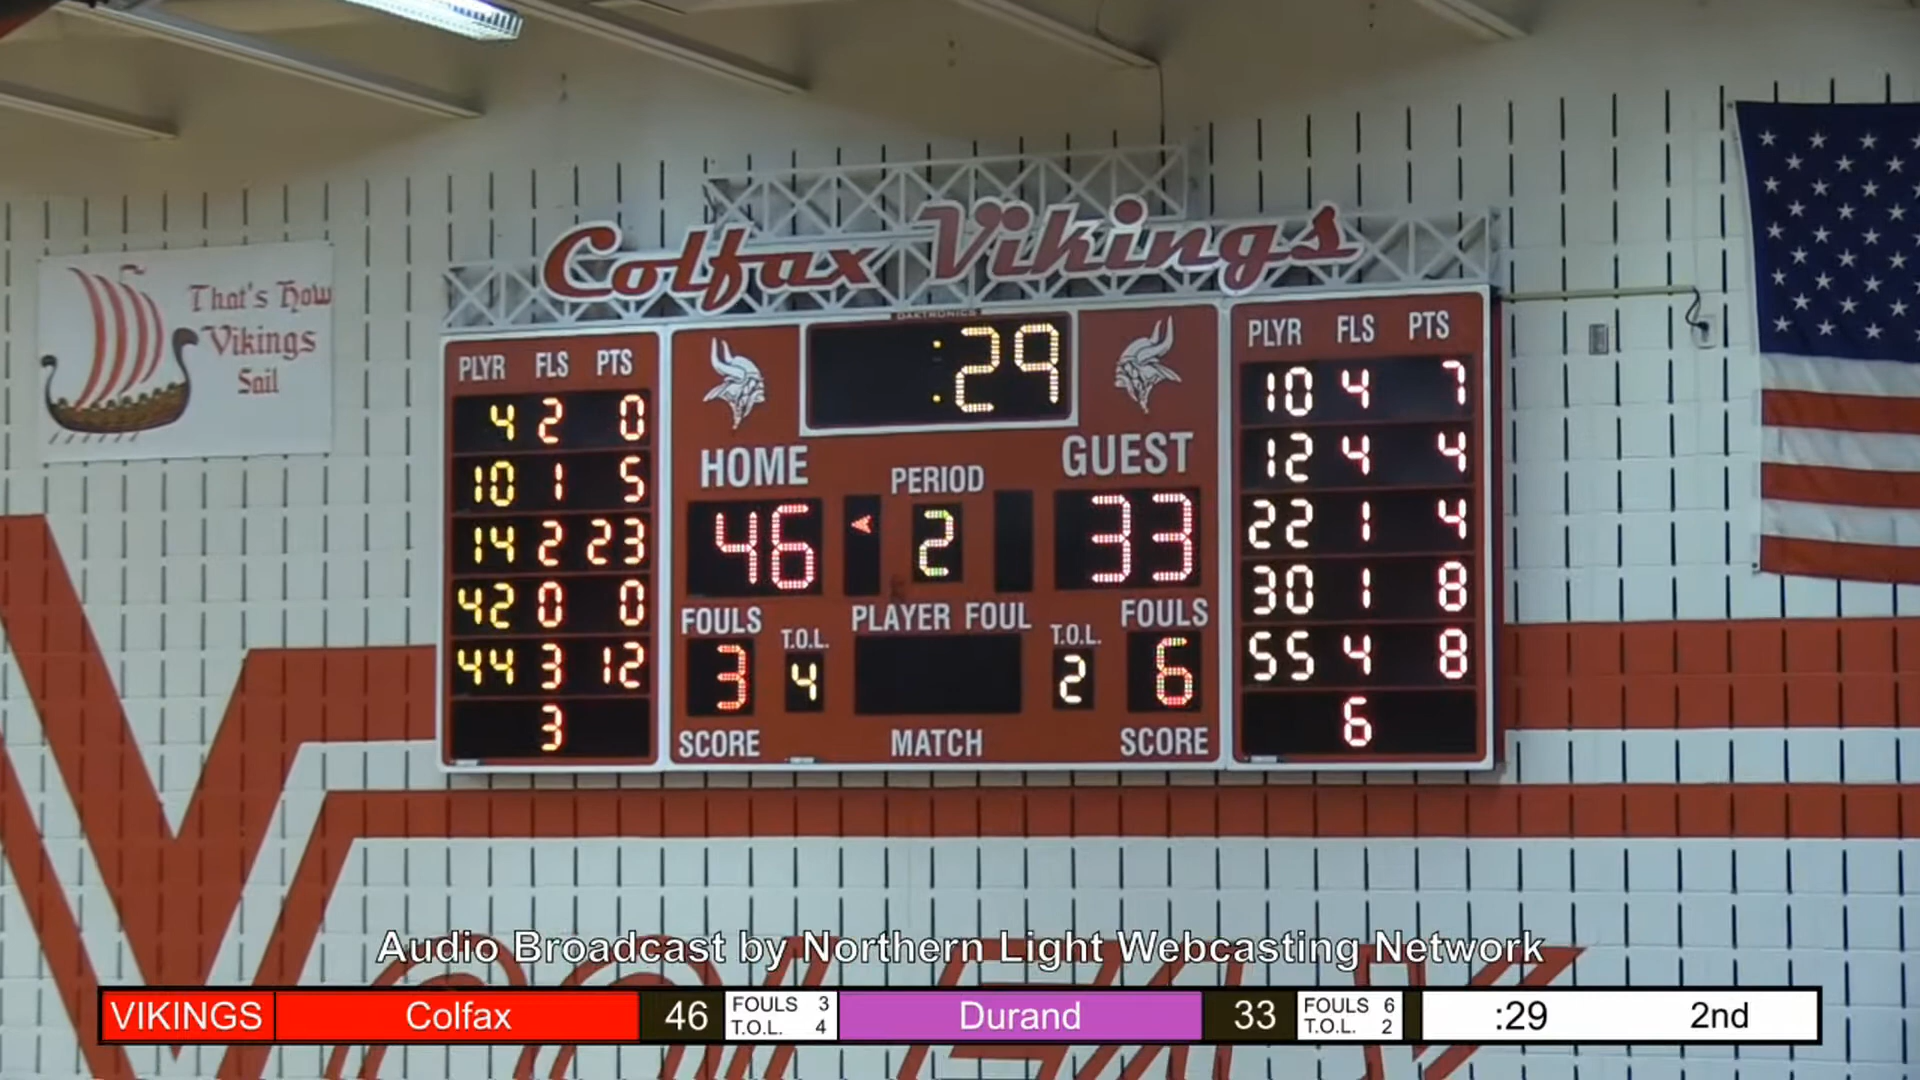 Colfax Vikings
That's How
Vikings
Sail
DAKTRONICS
:29
PLYR FLS PTS
4 2 0
10 1 5
14 2 23
42 0 0
44 3 12
3
HOME
46
PERIOD
2
GUEST
33
FOULS
3
T.O.L.
4
PLAYER FOUL
T.O.L.
2
FOULS
6
SCORE MATCH SCORE
PLYR FLS PTS
10 4 7
12 4 4
22 1 4
30 1 8
55 4 8
6
Audio Broadcast by Northern Light Webcasting Network
VIKINGS Colfax 46 FOULS 3 T.O.L. 4 Durand 33 FOULS 6 T.O.L. 2 :29 2nd